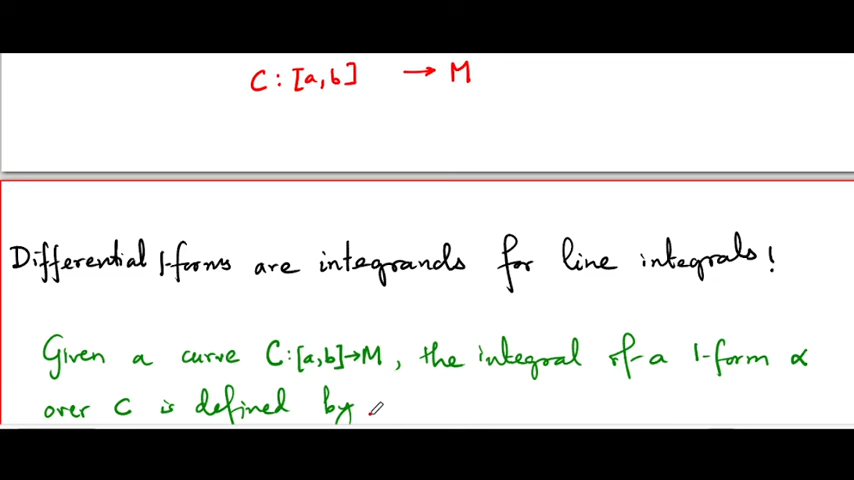 C : [a,b] → M
Differential 1-forms are integrands for line integrals!
Given a curve C:[a,b]→M, the integral of a 1-form α
over C is defined by